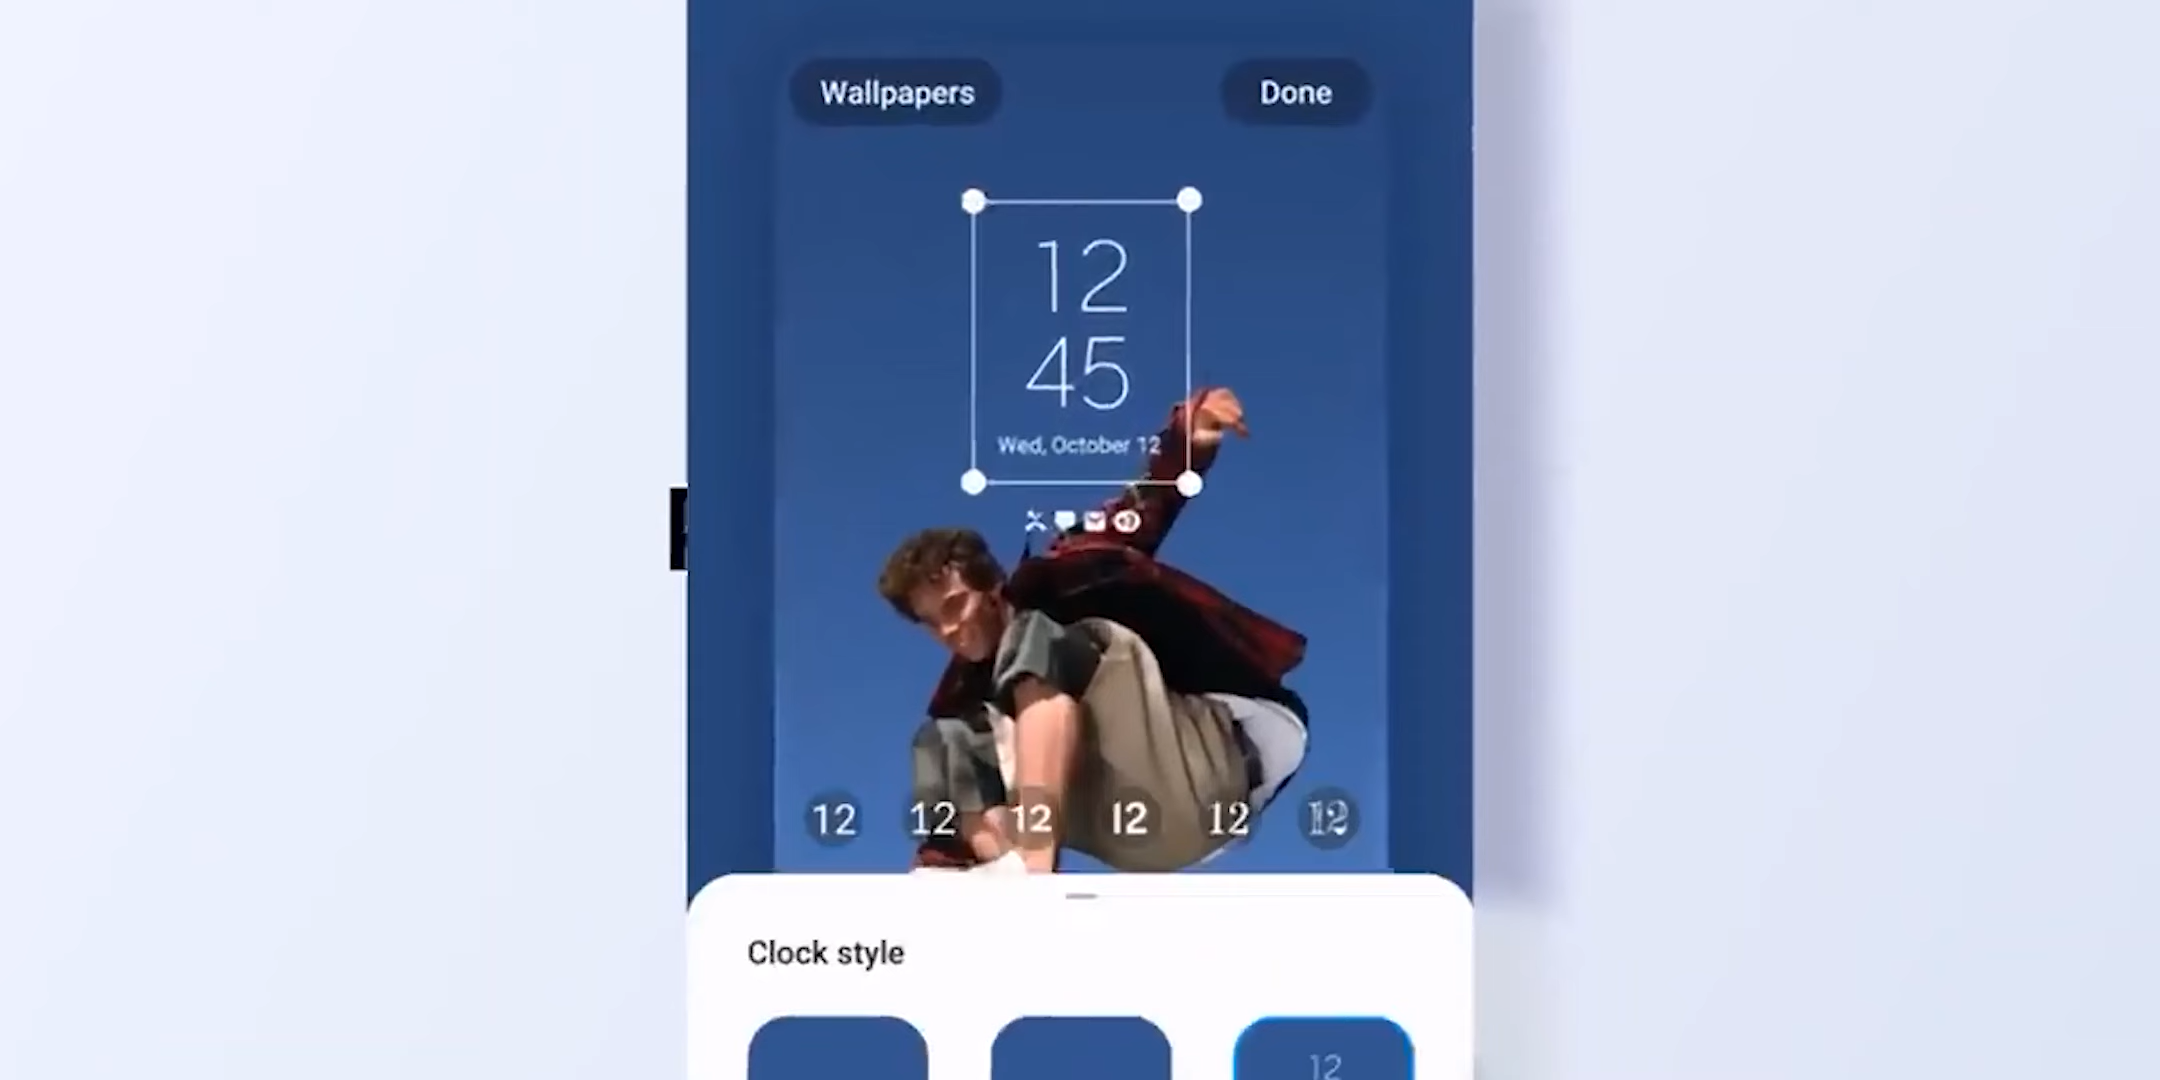 Wallpapers
Done
12
45
Wed, October 12
12 12 12 12 12 12
Clock style
12